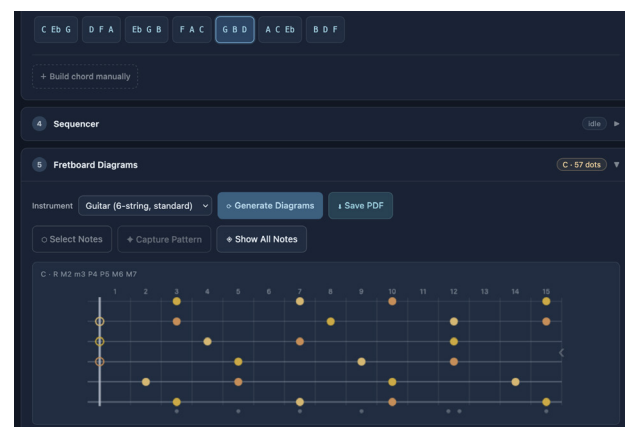 C Eb G D F A Eb G B F A C G B D A C Eb B D F
+ Build chord manually
4 Sequencer idle
5 Fretboard Diagrams C · 57 dots
Instrument Guitar (6-string, standard) Generate Diagrams Save PDF
Select Notes Capture Pattern Show All Notes
C - R M2 m3 P4 P5 M6 M7
1 2 3 4 5 6 7 8 9 10 11 12 13 14 15